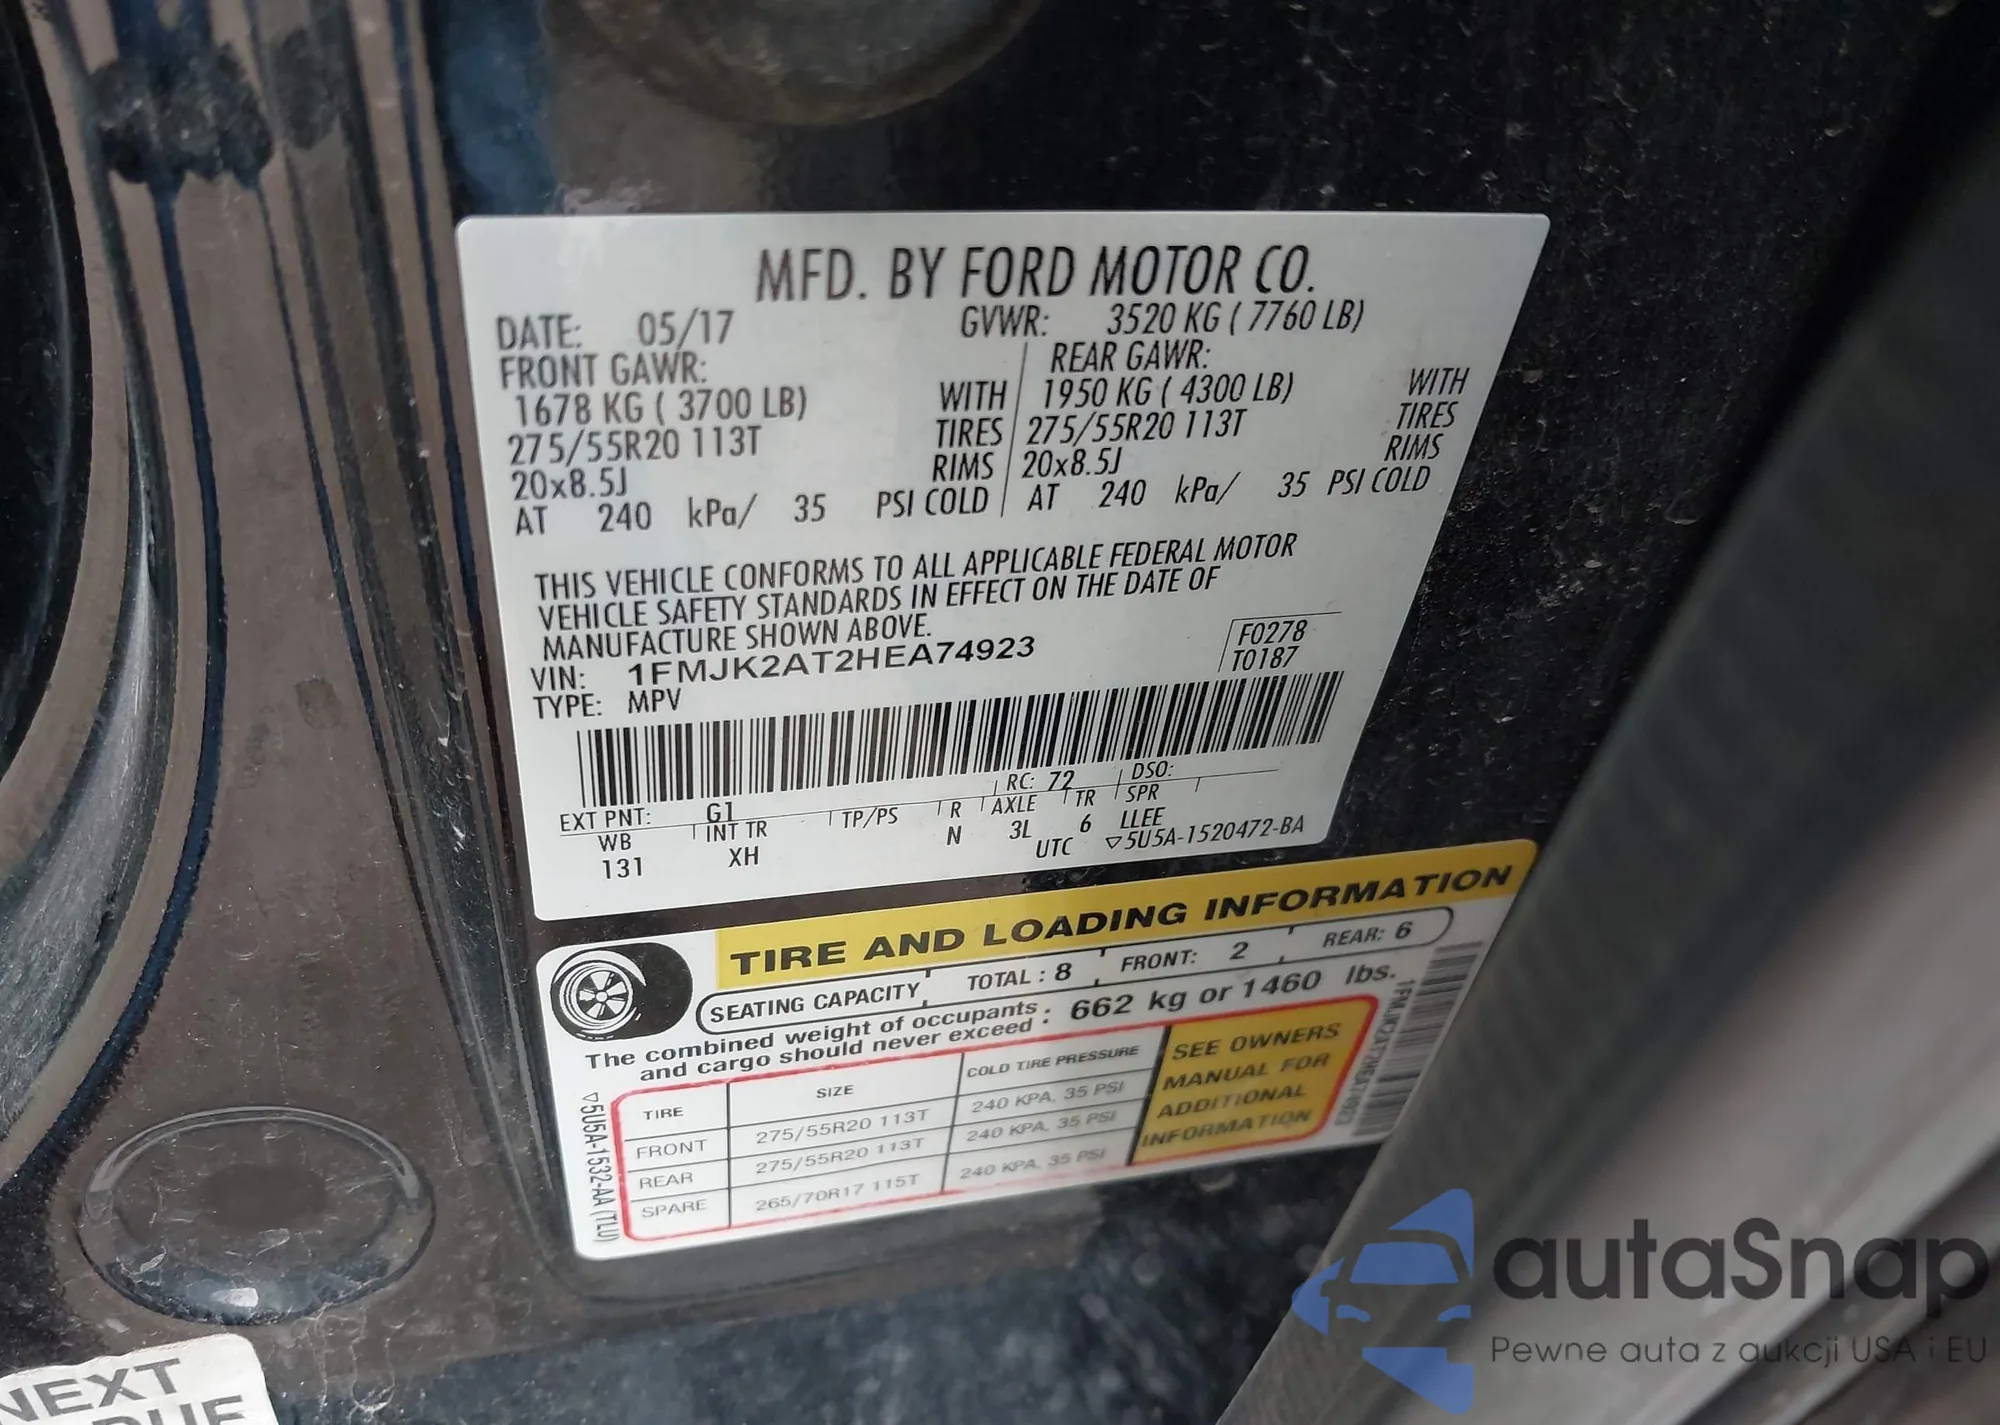 MFD. BY FORD MOTOR CO.
DATE: 05/17 GVWR: 3520 KG ( 7760 LB)
FRONT GAWR: REAR GAWR:
1678 KG ( 3700 LB) WITH 1950 KG ( 4300 LB) WITH
275/55R20 113T TIRES 275/55R20 113T TIRES
20x8.5J RIMS 20x8.5J RIMS
AT 240 kPa/ 35 PSI COLD AT 240 kPa/ 35 PSI COLD
THIS VEHICLE CONFORMS TO ALL APPLICABLE FEDERAL MOTOR
VEHICLE SAFETY STANDARDS IN EFFECT ON THE DATE OF
MANUFACTURE SHOWN ABOVE.
VIN: 1FMJK2AT2HEA74923 F0278
TYPE: MPV T0187
EXT PNT: G1 RC: 72 DSO:
WB INT TR TP/PS R AXLE TR SPR
131 XH N 3L 6 LLEE
UTC ▽5U5A-1520472-BA
TIRE AND LOADING INFORMATION
SEATING CAPACITY TOTAL : 8 FRONT: 2 REAR: 6
The combined weight of occupants
and cargo should never exceed : 662 kg or 1460 lbs.
TIRE SIZE COLD TIRE PRESSURE
FRONT 275/55R20 113T 240 KPA, 35 PSI
REAR 275/55R20 113T 240 KPA, 35 PSI
SPARE 265/70R17 115T 240 KPA, 35 PSI
SEE OWNERS
MANUAL FOR
ADDITIONAL
INFORMATION
▽5U5A-1532-AA (TLU)
1FMJK2AT2HEA74923
NEXT
DUE
autaSnap
Pewne auta z aukcji USA i EU